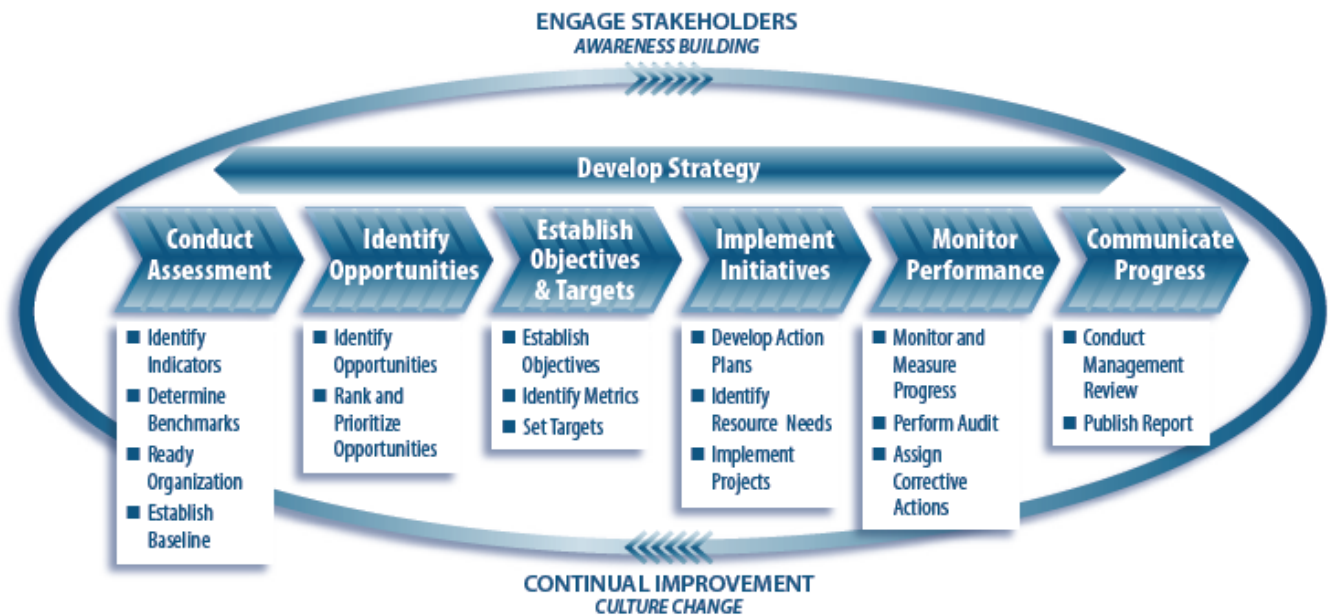 ENGAGE STAKEHOLDERS
AWARENESS BUILDING
Develop Strategy
Conduct
Assessment
■ Identify
Indicators
■ Determine
Benchmarks
■ Ready
Organization
■ Establish
Baseline
Identify
Opportunities
■ Identify
Opportunities
■ Rank and
Prioritize
Opportunities
Establish
Objectives
& Targets
■ Establish
Objectives
■ Identify Metrics
■ Set Targets
Implement
Initiatives
■ Develop Action
Plans
■ Identify
Resource Needs
■ Implement
Projects
Monitor
Performance
■ Monitor and
Measure
Progress
■ Perform Audit
■ Assign
Corrective
Actions
Communicate
Progress
■ Conduct
Management
Review
■ Publish Report
CONTINUAL IMPROVEMENT
CULTURE CHANGE